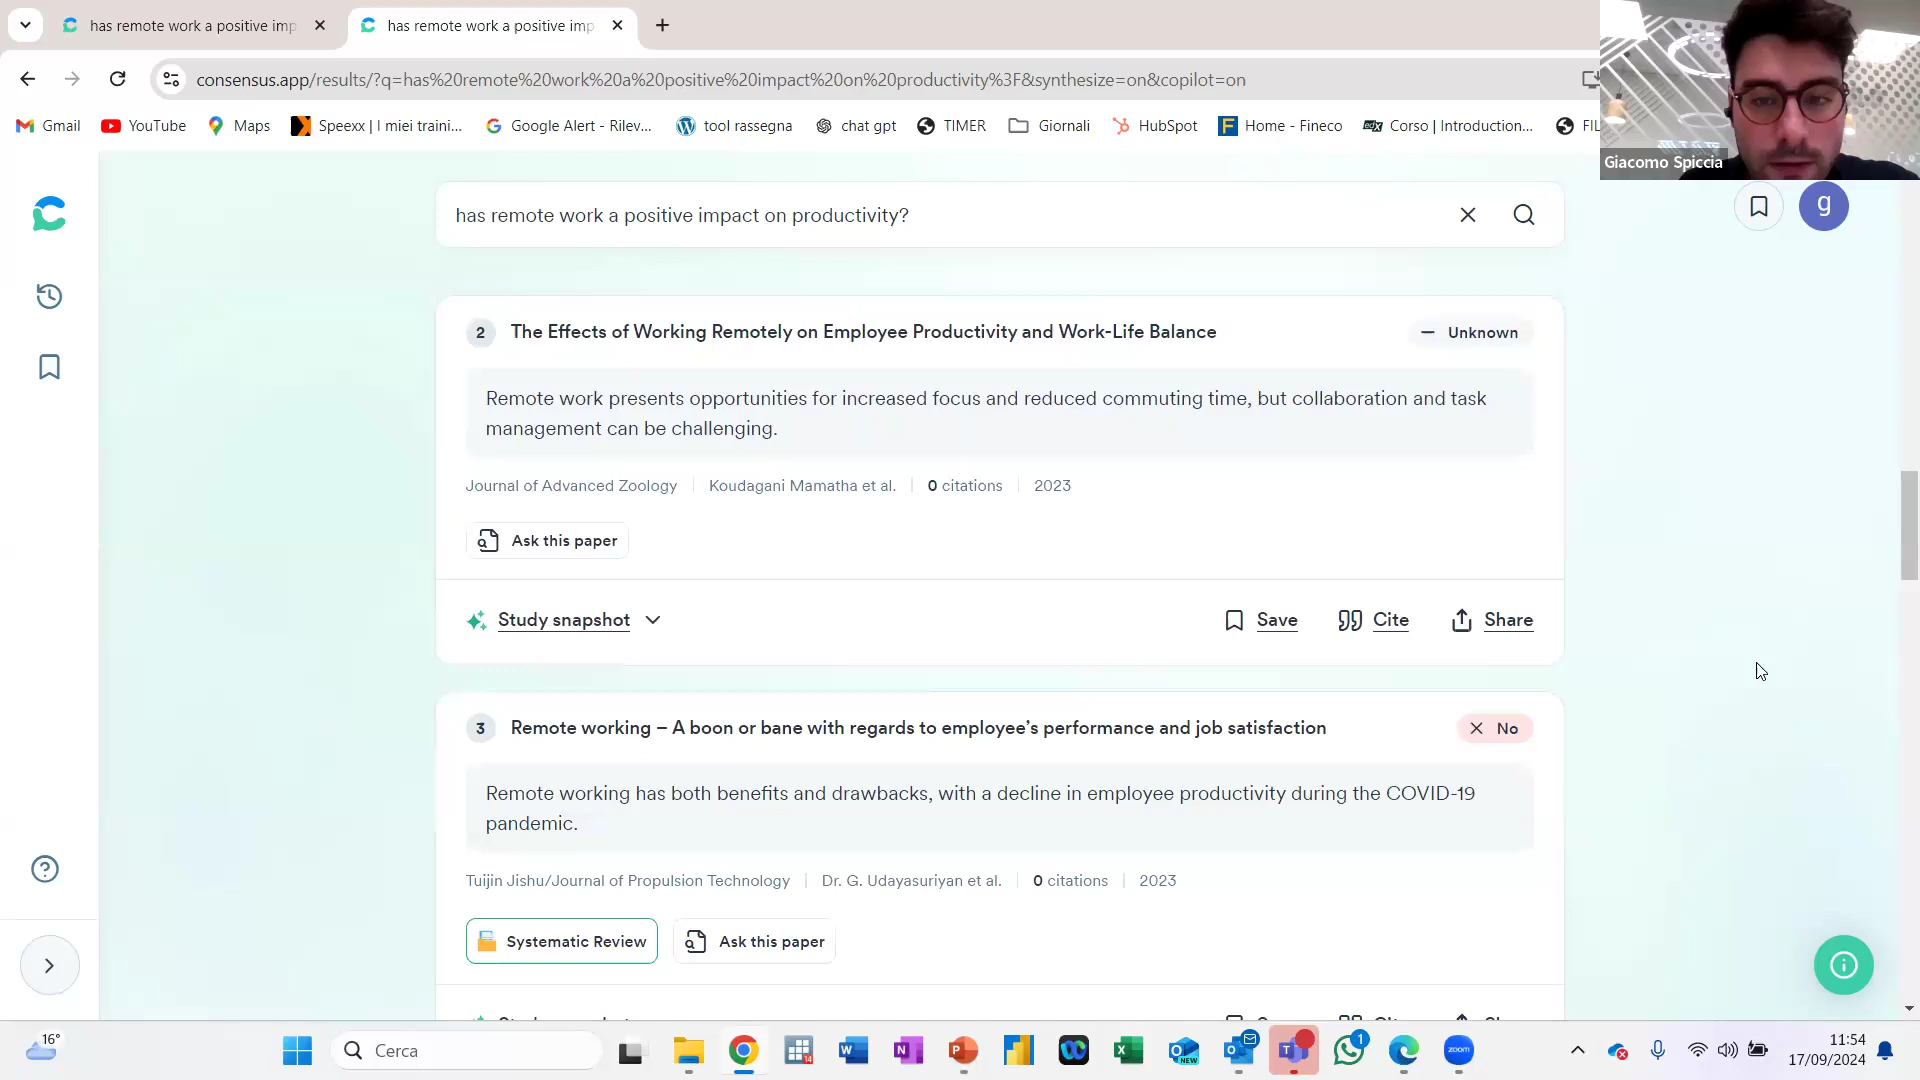 has remote work a positive imp
has remote work a positive imp
consensus.app/results/?q=has%20remote%20work%20a%20positive%20impact%20on%20productivity%3F&synthesize=on&copilot=on
Gmail
YouTube
Maps
Speexx | I miei traini...
Google Alert - Rilev...
tool rassegna
chat gpt
TIMER
Giornali
HubSpot
Home - Fineco
Corso | Introduction...
FIL
Giacomo Spiccia
has remote work a positive impact on productivity?
g
2
The Effects of Working Remotely on Employee Productivity and Work-Life Balance
Unknown
Remote work presents opportunities for increased focus and reduced commuting time, but collaboration and task
management can be challenging.
Journal of Advanced Zoology
Koudagani Mamatha et al.
0 citations
2023
Ask this paper
Study snapshot
Save
Cite
Share
3
Remote working – A boon or bane with regards to employee’s performance and job satisfaction
No
Remote working has both benefits and drawbacks, with a decline in employee productivity during the COVID-19
pandemic.
Tuijin Jishu/Journal of Propulsion Technology
Dr. G. Udayasuriyan et al.
0 citations
2023
Systematic Review
Ask this paper
16°
Cerca
14
NEW
1
zoom
11:54
17/09/2024